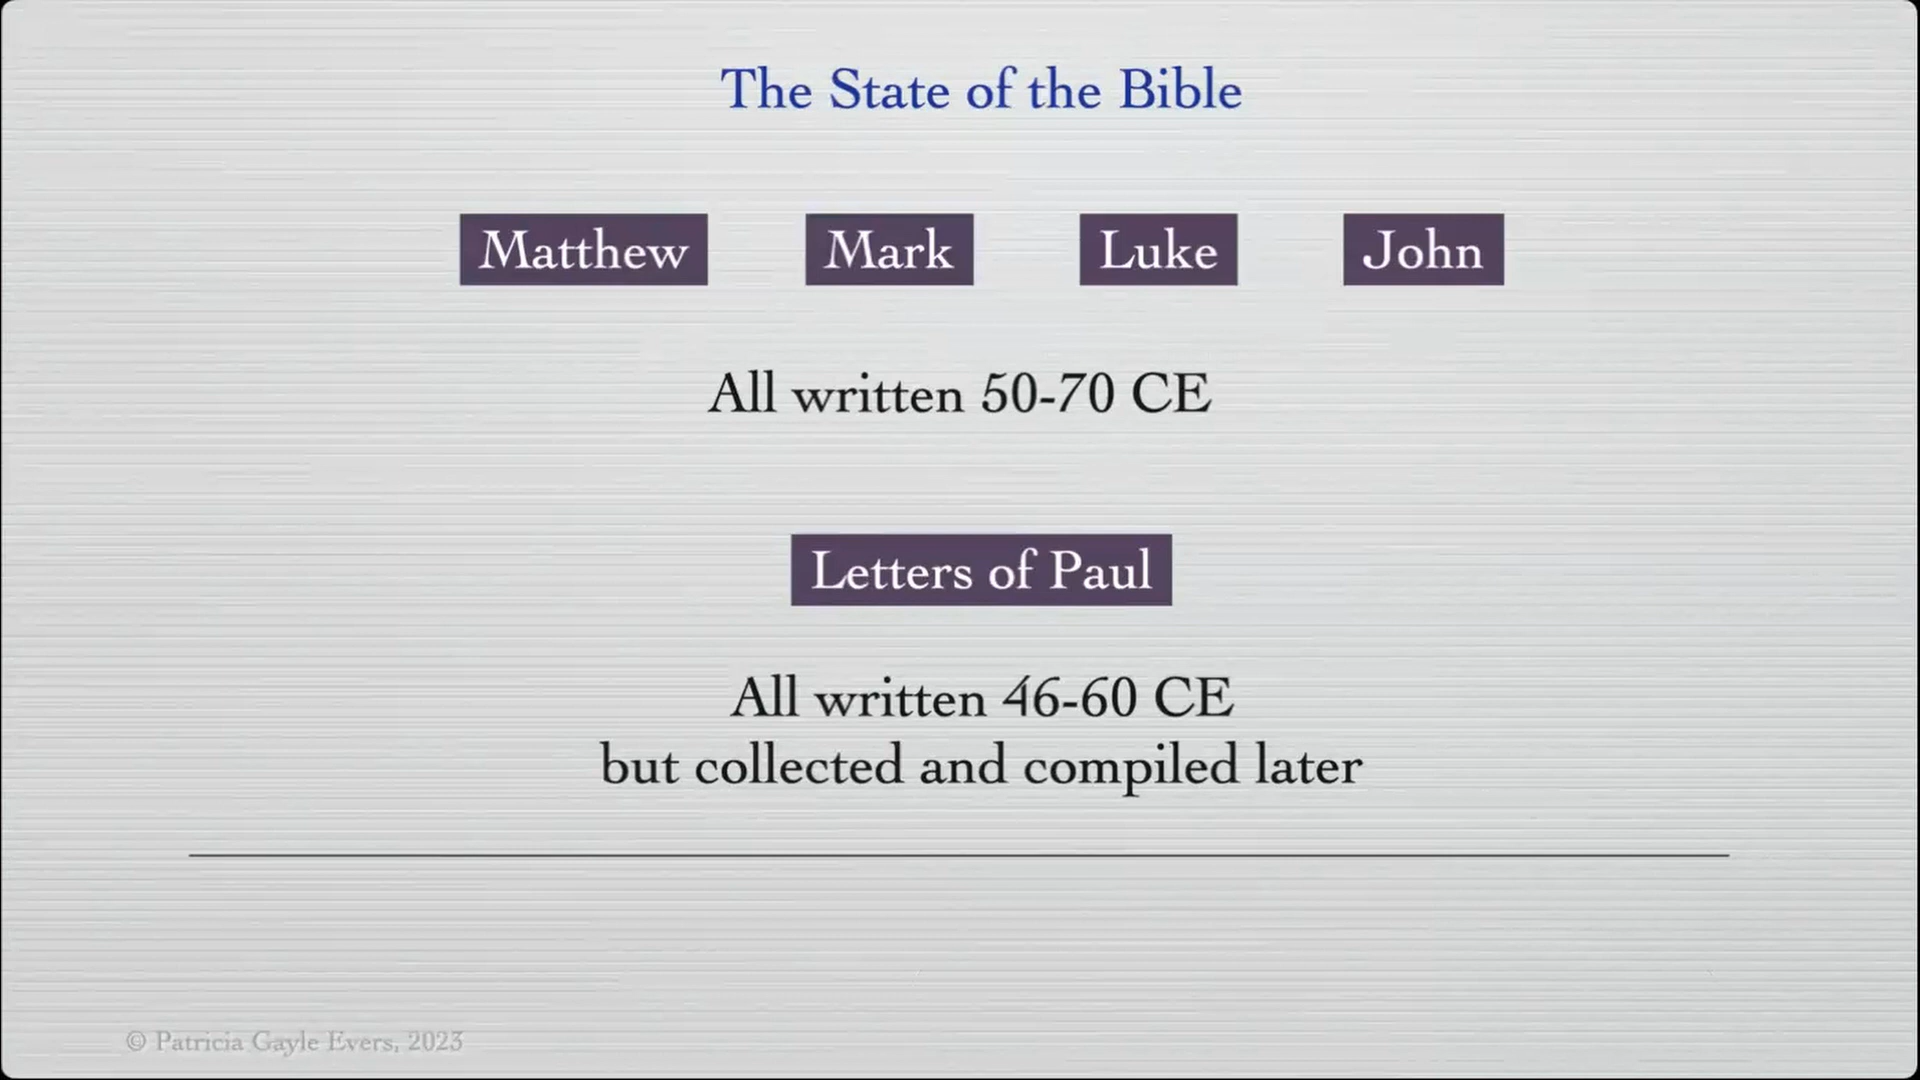 The State of the Bible
Matthew Mark Luke John
All written 50-70 CE
Letters of Paul
All written 46-60 CE
but collected and compiled later
© Patricia Gayle Evers, 2023